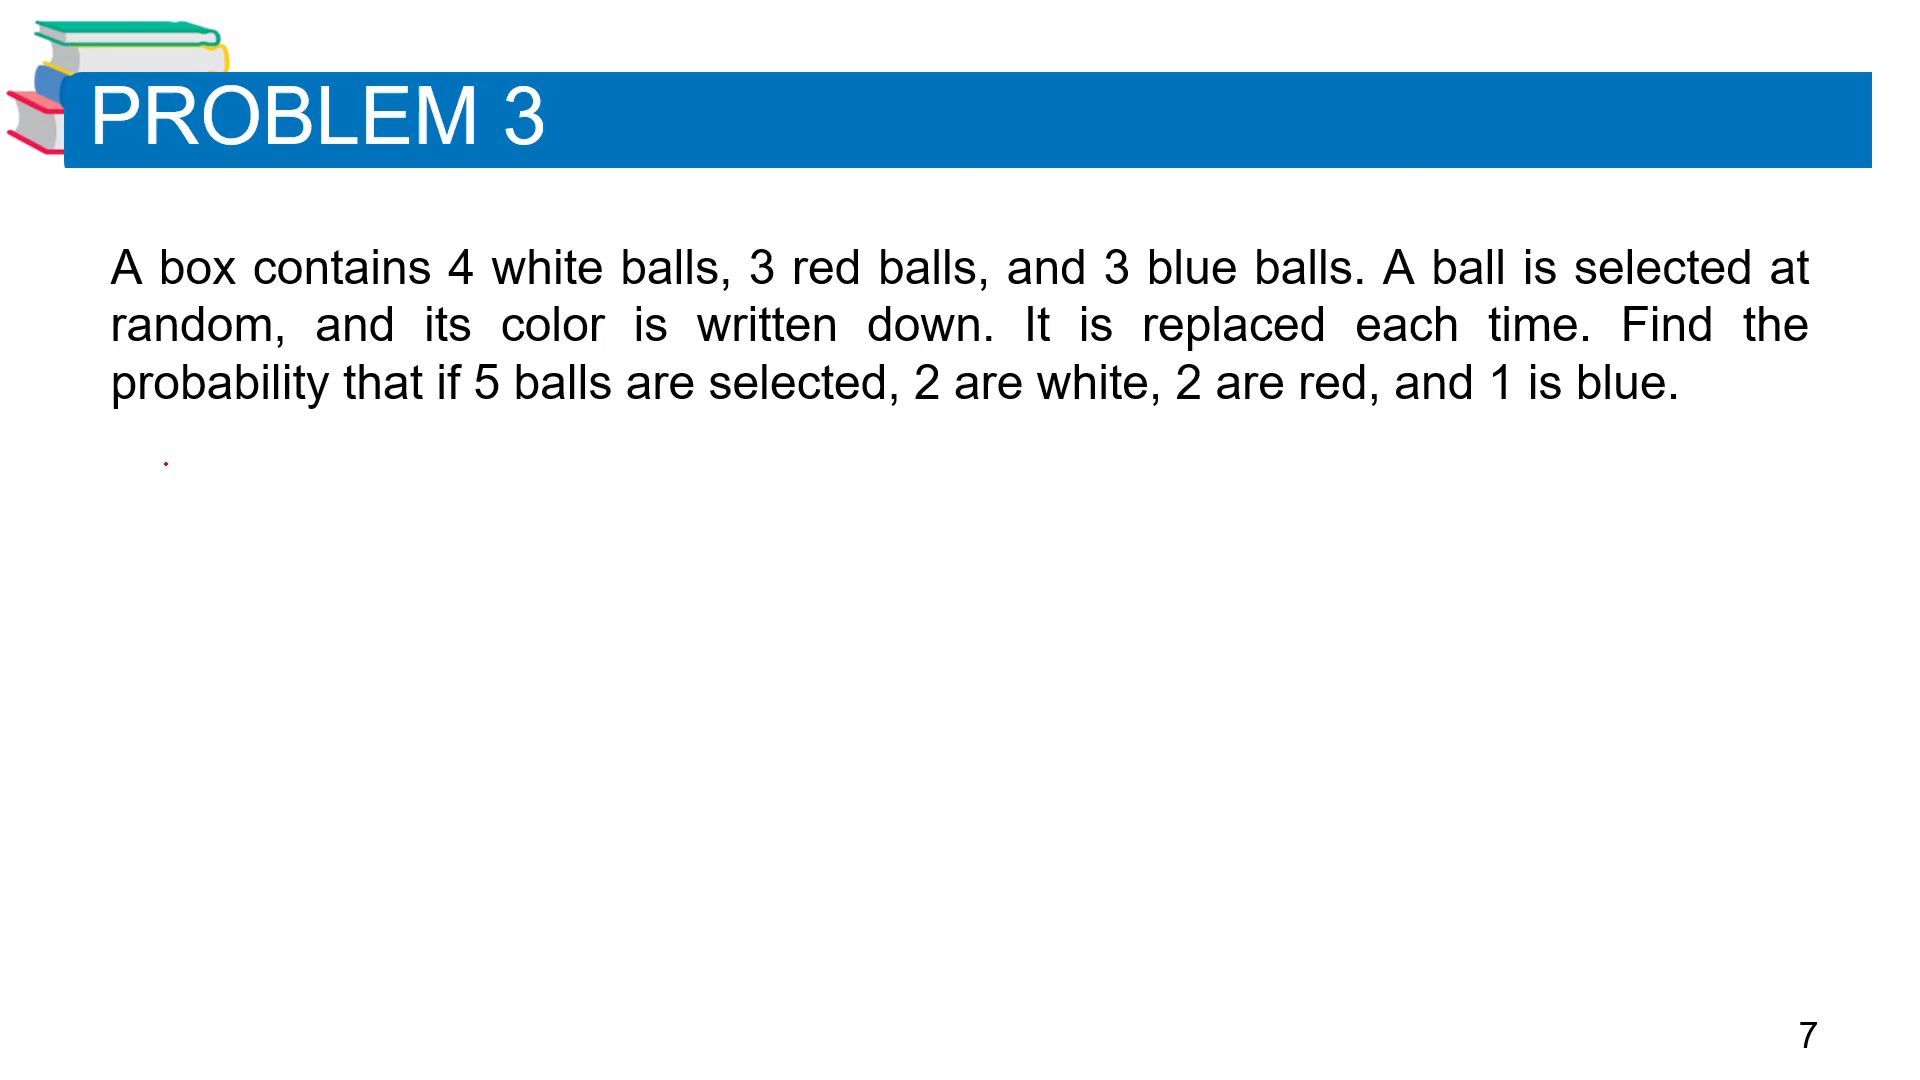 PROBLEM 3
A box contains 4 white balls, 3 red balls, and 3 blue balls. A ball is selected at
random, and its color is written down. It is replaced each time. Find the
probability that if 5 balls are selected, 2 are white, 2 are red, and 1 is blue.
7